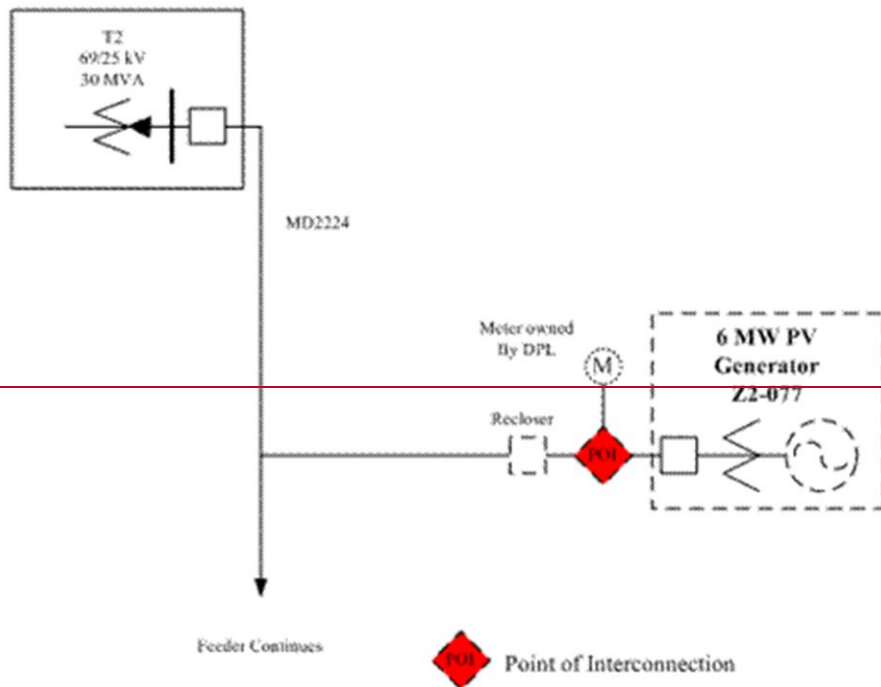 T2
69/25 kV
30 MVA
MD2224
Meter owned
By DPL
M
6 MW PV
Generator
Z2-077
Recloser
POI
Feeder Continues
POI
Point of Interconnection